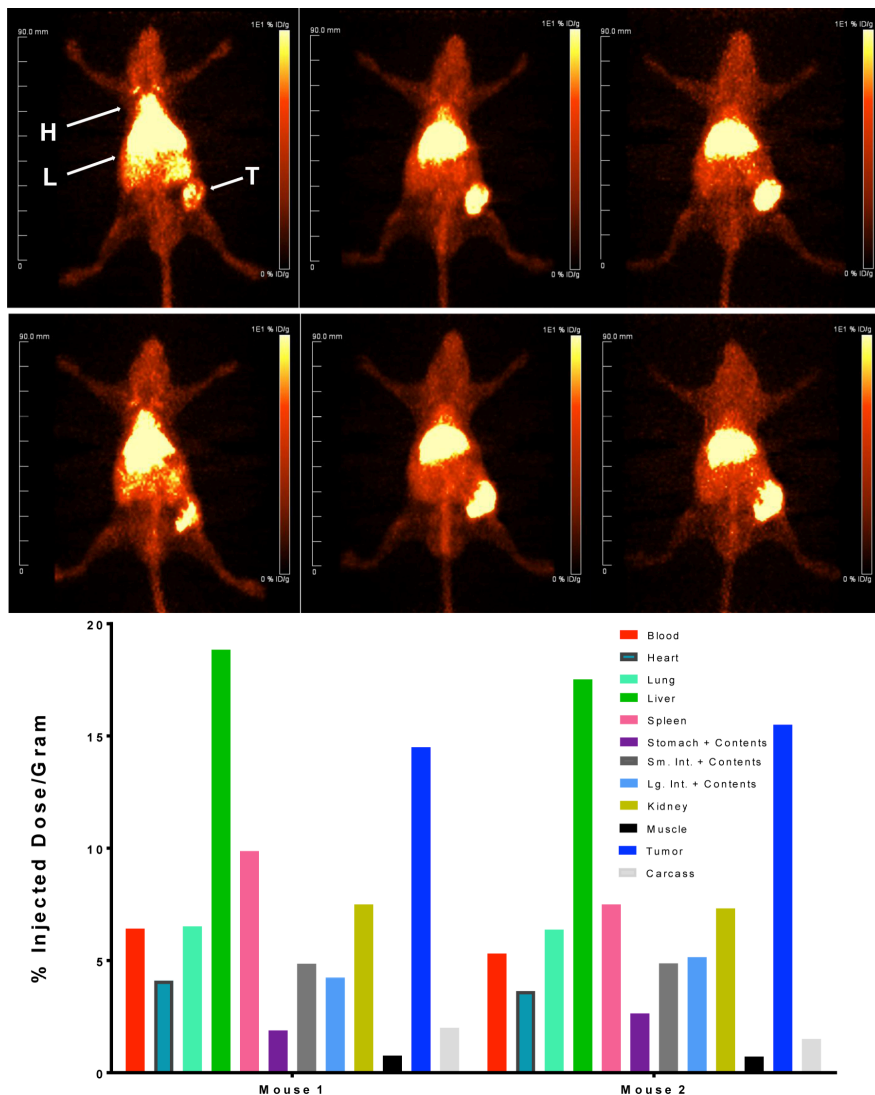 90.0 mm
1E1 % ID/g
H
L
T
0
0 % ID/g
90.0 mm
1E1 % ID/g
0
0 % ID/g
90.0 mm
1E1 % ID/g
0
0 % ID/g
90.0 mm
1E1 % ID/g
0
0 % ID/g
90.0 mm
1E1 % ID/g
0
0 % ID/g
90.0 mm
1E1 % ID/g
0
0 % ID/g
% Injected Dose/Gram
20
15
10
5
0
Blood
Heart
Lung
Liver
Spleen
Stomach + Contents
Sm. Int. + Contents
Lg. Int. + Contents
Kidney
Muscle
Tumor
Carcass
Mouse 1
Mouse 2